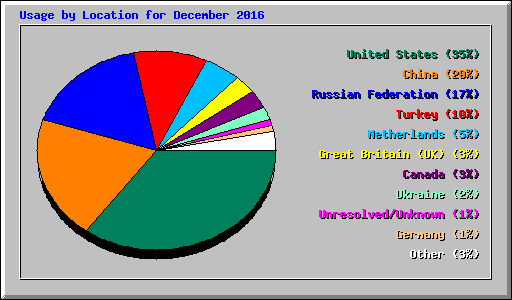 Usage by Location for December 2016
United States (35%)
China (20%)
Russian Federation (17%)
Turkey (10%)
Netherlands (5%)
Great Britain (UK) (3%)
Canada (3%)
Ukraine (2%)
Unresolved/Unknown (1%)
Germany (1%)
Other (3%)